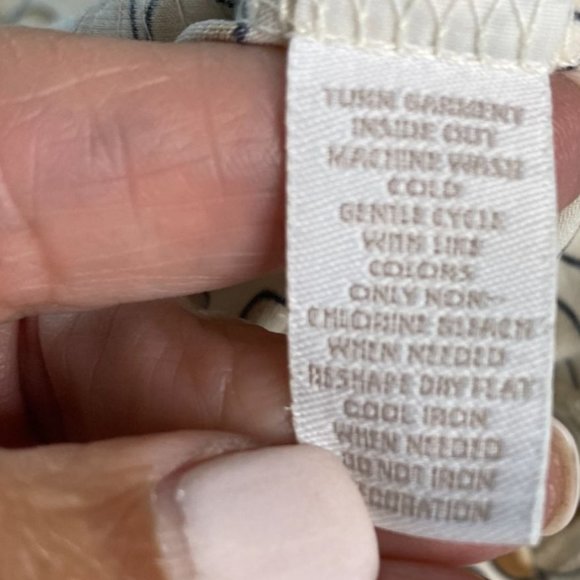 TURN GARMENT
INSIDE OUT
MACHINE WASH
COLD
GENTLE CYCLE
WITH LIKE
COLORS
ONLY NON-
CHLORINE BLEACH
WHEN NEEDED
RESHAPE DRY FLAT
COOL IRON
WHEN NEEDED
DO NOT IRON
DECORATION